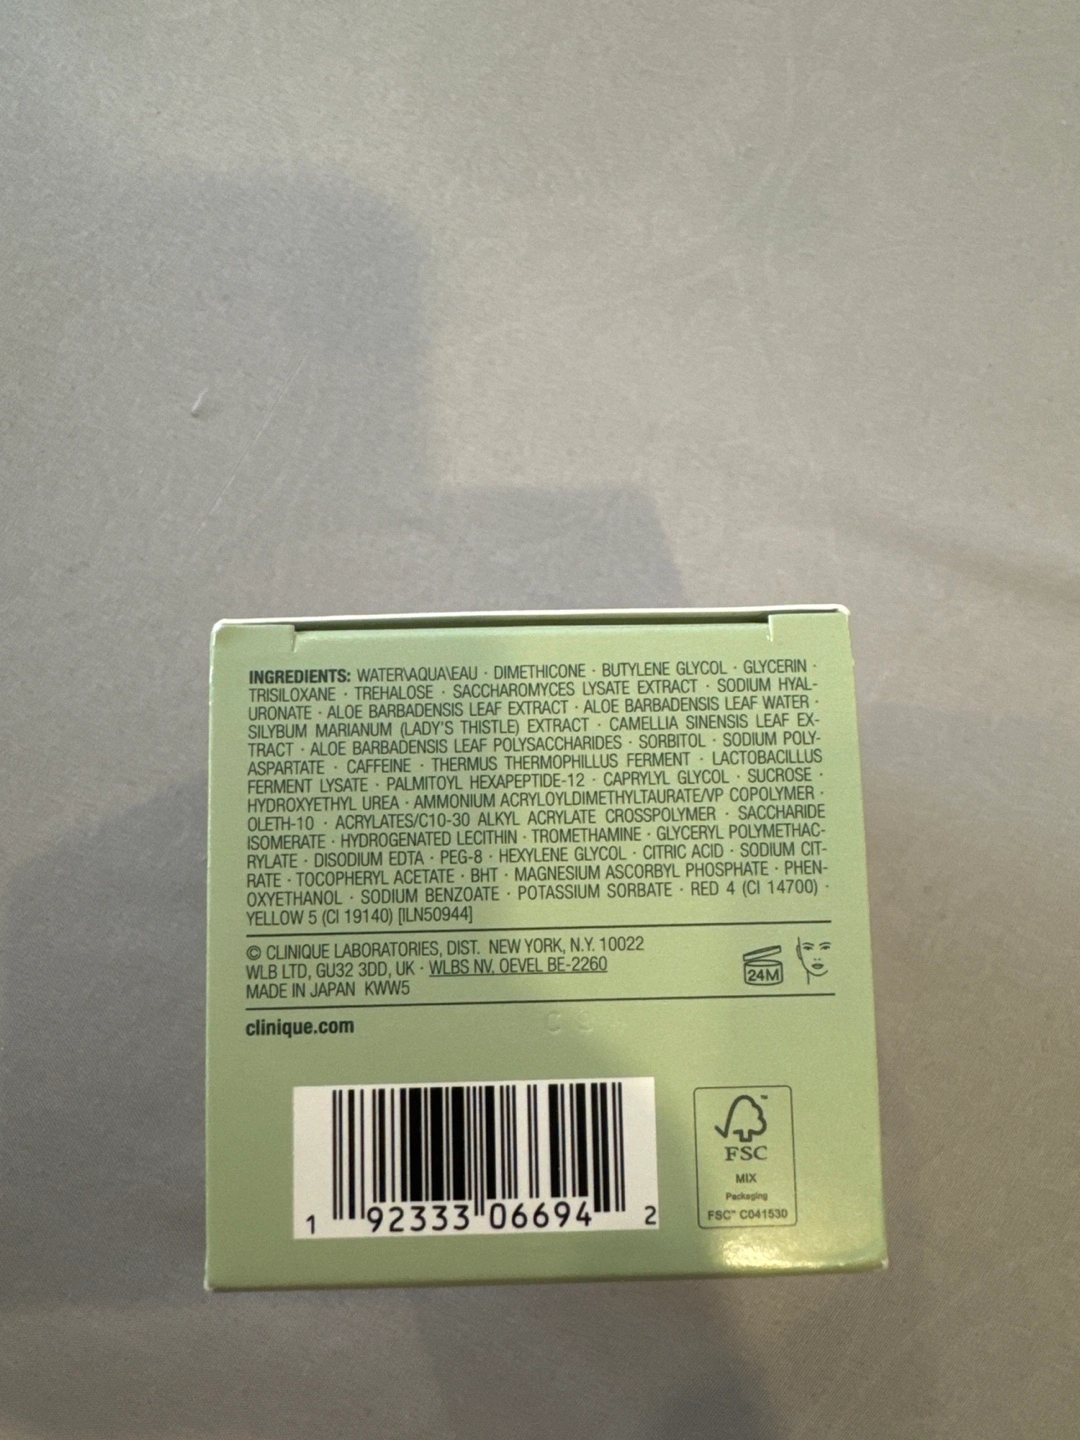 INGREDIENTS: WATER\AQUA\EAU · DIMETHICONE · BUTYLENE GLYCOL · GLYCERIN ·
TRISILOXANE · TREHALOSE · SACCHAROMYCES LYSATE EXTRACT · SODIUM HYAL-
URONATE · ALOE BARBADENSIS LEAF EXTRACT · ALOE BARBADENSIS LEAF WATER ·
SILYBUM MARIANUM (LADY'S THISTLE) EXTRACT · CAMELLIA SINENSIS LEAF EX-
TRACT · ALOE BARBADENSIS LEAF POLYSACCHARIDES · SORBITOL · SODIUM POLY-
ASPARTATE · CAFFEINE · THERMUS THERMOPHILLUS FERMENT · LACTOBACILLUS
FERMENT LYSATE · PALMITOYL HEXAPEPTIDE-12 · CAPRYLYL GLYCOL · SUCROSE ·
HYDROXYETHYL UREA · AMMONIUM ACRYLOYLDIMETHYLTAURATE/VP COPOLYMER ·
OLETH-10 · ACRYLATES/C10-30 ALKYL ACRYLATE CROSSPOLYMER · SACCHARIDE
ISOMERATE · HYDROGENATED LECITHIN · TROMETHAMINE · GLYCERYL POLYMETHAC-
RYLATE · DISODIUM EDTA · PEG-8 · HEXYLENE GLYCOL · CITRIC ACID · SODIUM CIT-
RATE · TOCOPHERYL ACETATE · BHT · MAGNESIUM ASCORBYL PHOSPHATE · PHEN-
OXYETHANOL · SODIUM BENZOATE · POTASSIUM SORBATE · RED 4 (CI 14700) ·
YELLOW 5 (CI 19140) [ILN50944]
© CLINIQUE LABORATORIES, DIST. NEW YORK, N.Y. 10022
WLB LTD, GU32 3DD, UK · WLBS NV, OEVEL BE-2260
MADE IN JAPAN KWW5
24M
clinique.com
1 92333 06694 2
FSC™
MIX
Packaging
FSC™ C041530